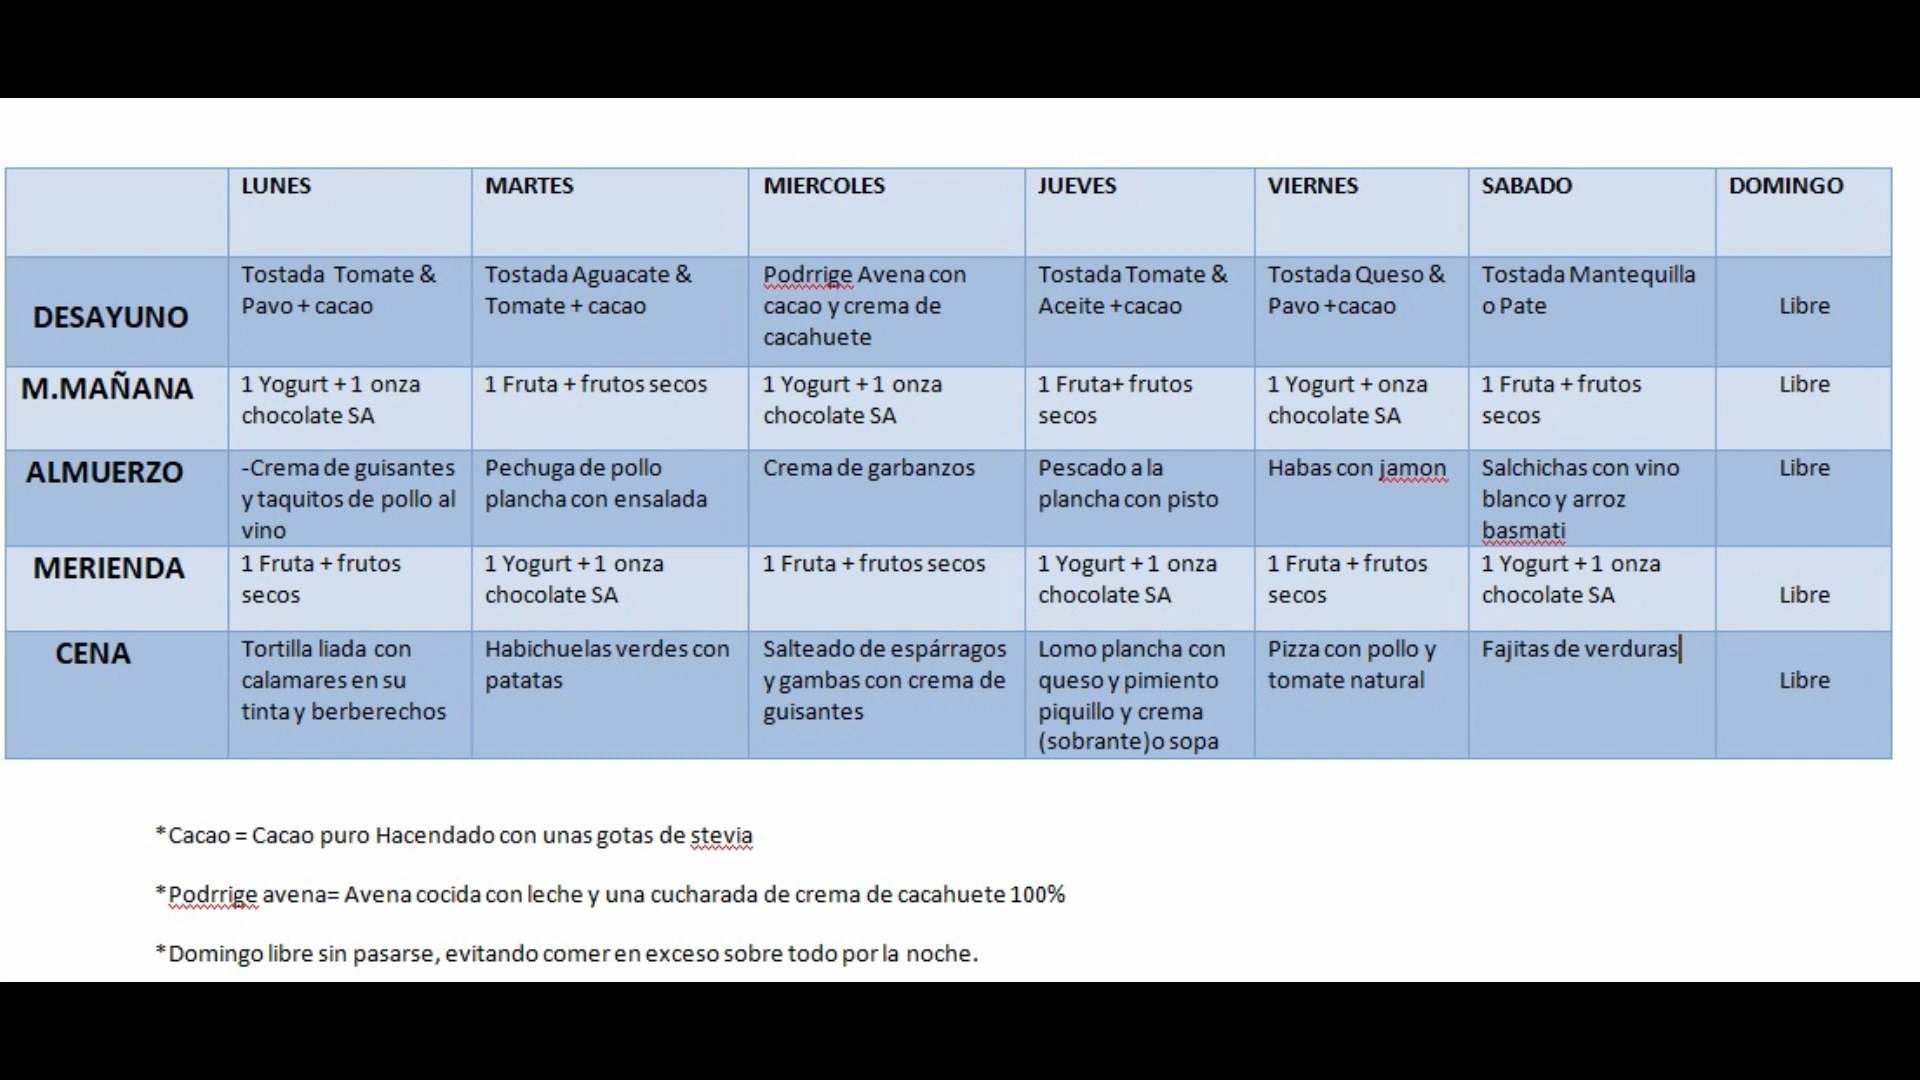 LUNES MARTES MIERCOLES JUEVES VIERNES SABADO DOMINGO
DESAYUNO
Tostada Tomate &
Pavo + cacao
Tostada Aguacate &
Tomate + cacao
Podrrige Avena con
cacao y crema de
cacahuete
Tostada Tomate &
Aceite +cacao
Tostada Queso &
Pavo +cacao
Tostada Mantequilla
o Pate
Libre
M.MAÑANA
1 Yogurt + 1 onza
chocolate SA
1 Fruta + frutos secos
1 Yogurt + 1 onza
chocolate SA
1 Fruta+ frutos
secos
1 Yogurt + onza
chocolate SA
1 Fruta + frutos
secos
Libre
ALMUERZO
-Crema de guisantes
y taquitos de pollo al
vino
Pechuga de pollo
plancha con ensalada
Crema de garbanzos
Pescado a la
plancha con pisto
Habas con jamon
Salchichas con vino
blanco y arroz
basmati
Libre
MERIENDA
1 Fruta + frutos
secos
1 Yogurt + 1 onza
chocolate SA
1 Fruta + frutos secos
1 Yogurt + 1 onza
chocolate SA
1 Fruta + frutos
secos
1 Yogurt + 1 onza
chocolate SA
Libre
CENA
Tortilla liada con
calamares en su
tinta y berberechos
Habichuelas verdes con
patatas
Salteado de espárragos
y gambas con crema de
guisantes
Lomo plancha con
queso y pimiento
piquillo y crema
(sobrante)o sopa
Pizza con pollo y
tomate natural
Fajitas de verduras
Libre
*Cacao = Cacao puro Hacendado con unas gotas de stevia
*Podrrige avena= Avena cocida con leche y una cucharada de crema de cacahuete 100%
*Domingo libre sin pasarse, evitando comer en exceso sobre todo por la noche.